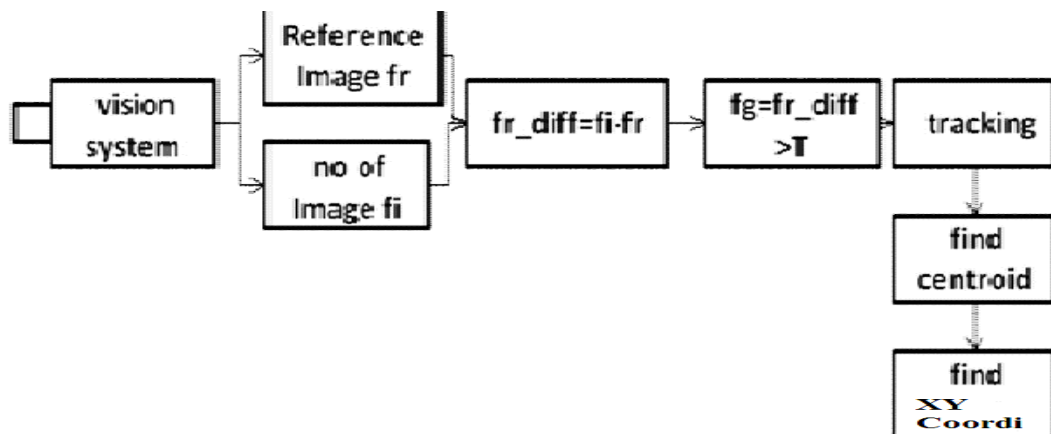 Reference
Image fr
vision
system
no of
Image fi
fr_diff=fi-fr
fg=fr_diff
>T
tracking
find
centroid
find
XY
Coordi